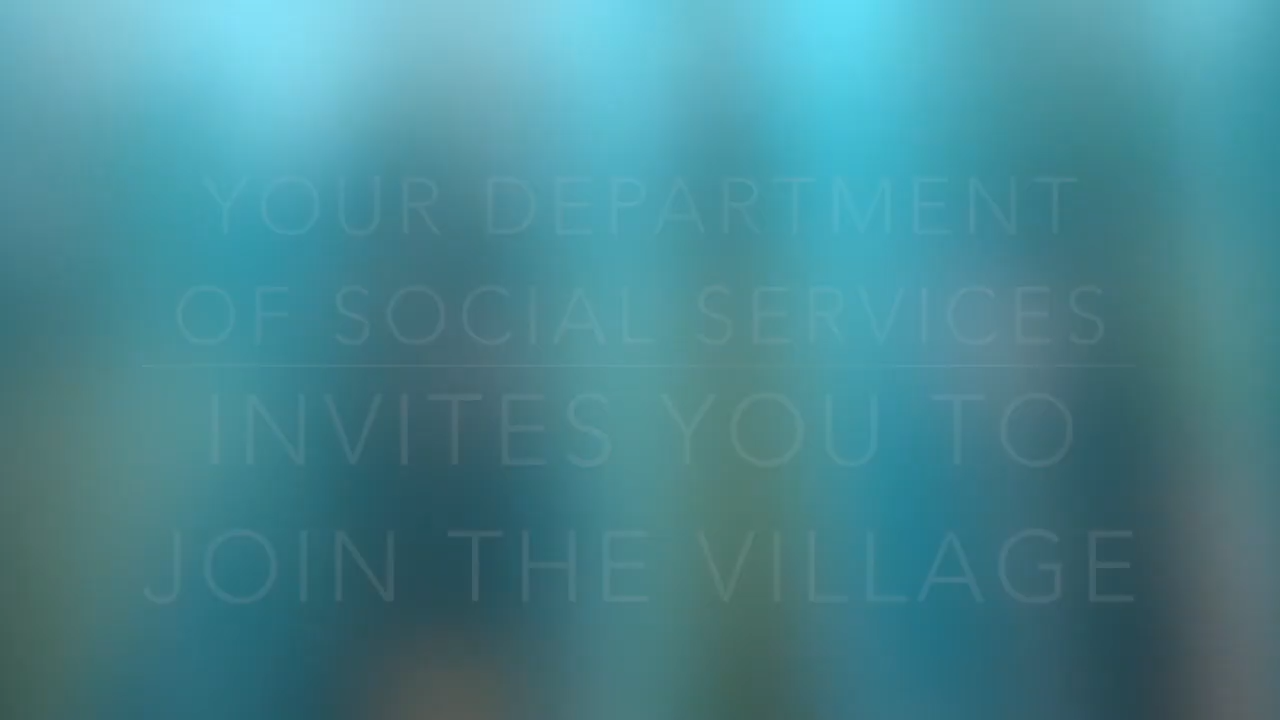 YOUR DEPARTMENT
OF SOCIAL SERVICES
INVITES YOU TO
JOIN THE VILLAGE